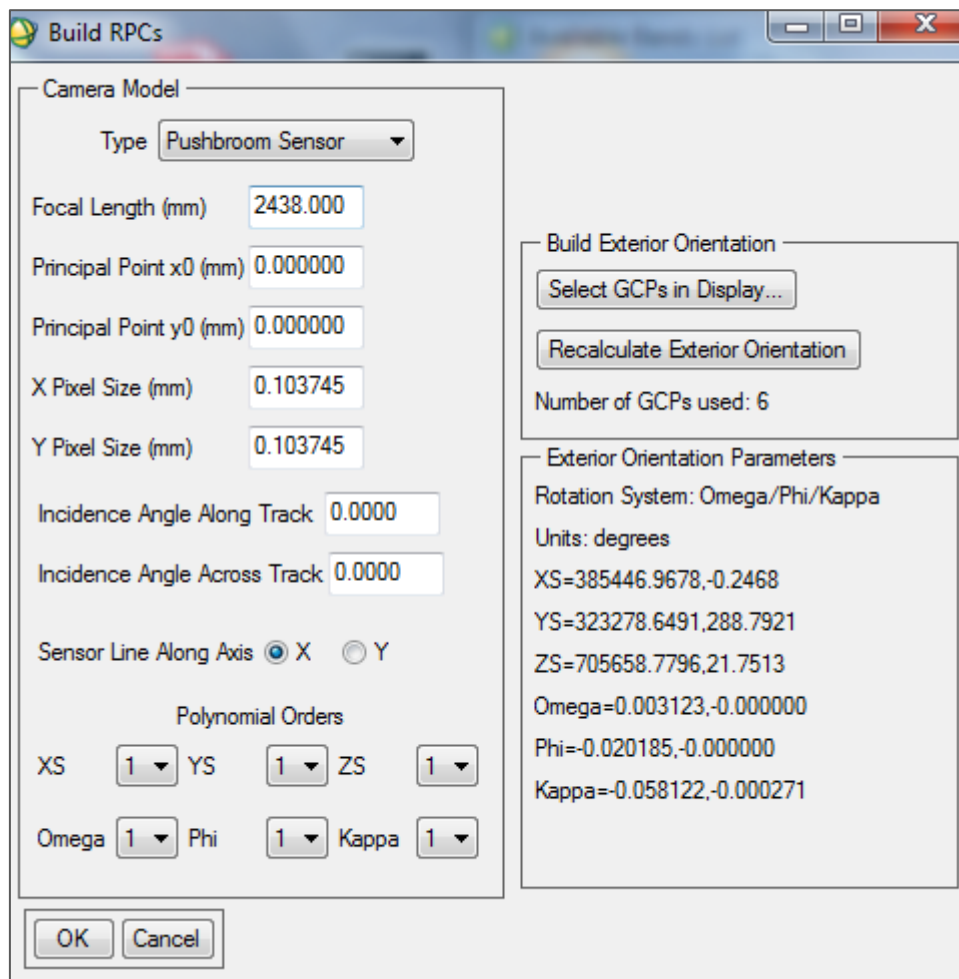 Build RPCs
Camera Model
Type Pushbroom Sensor
Focal Length (mm) 2438.000
Principal Point x0 (mm) 0.000000
Principal Point y0 (mm) 0.000000
X Pixel Size (mm) 0.103745
Y Pixel Size (mm) 0.103745
Incidence Angle Along Track 0.0000
Incidence Angle Across Track 0.0000
Sensor Line Along Axis X Y
Polynomial Orders
XS 1 YS 1 ZS 1
Omega 1 Phi 1 Kappa 1
Build Exterior Orientation
Select GCPs in Display...
Recalculate Exterior Orientation
Number of GCPs used: 6
Exterior Orientation Parameters
Rotation System: Omega/Phi/Kappa
Units: degrees
XS=385446.9678,-0.2468
YS=323278.6491,288.7921
ZS=705658.7796,21.7513
Omega=0.003123,-0.000000
Phi=-0.020185,-0.000000
Kappa=-0.058122,-0.000271
OK Cancel